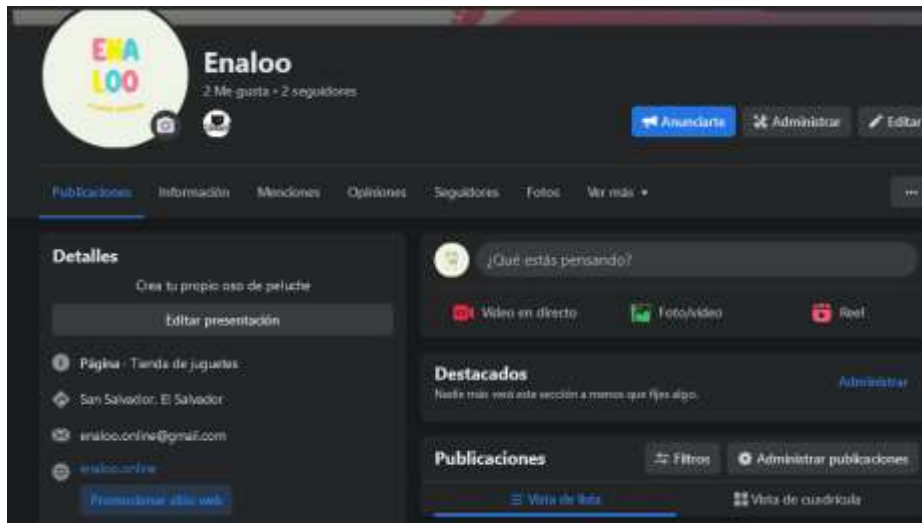 ENA
LOO
Enaloo
2 Me gusta • 2 seguidores
Anunciarte
Administrar
Editar
Publicaciones
Información
Menciones
Opiniones
Seguidores
Fotos
Ver más
Detalles
Crea tu propio oso de peluche
Editar presentación
Página · Tienda de juguetes
San Salvador, El Salvador
enaloo.online@gmail.com
enaloo.online
Promocionar sitio web
¿Qué estás pensando?
Vídeo en directo
Foto/vídeo
Reel
Destacados
Administrar
Nadie más verá esta sección a menos que fijes algo.
Publicaciones
Filtros
Administrar publicaciones
Vista de lista
Vista de cuadrícula